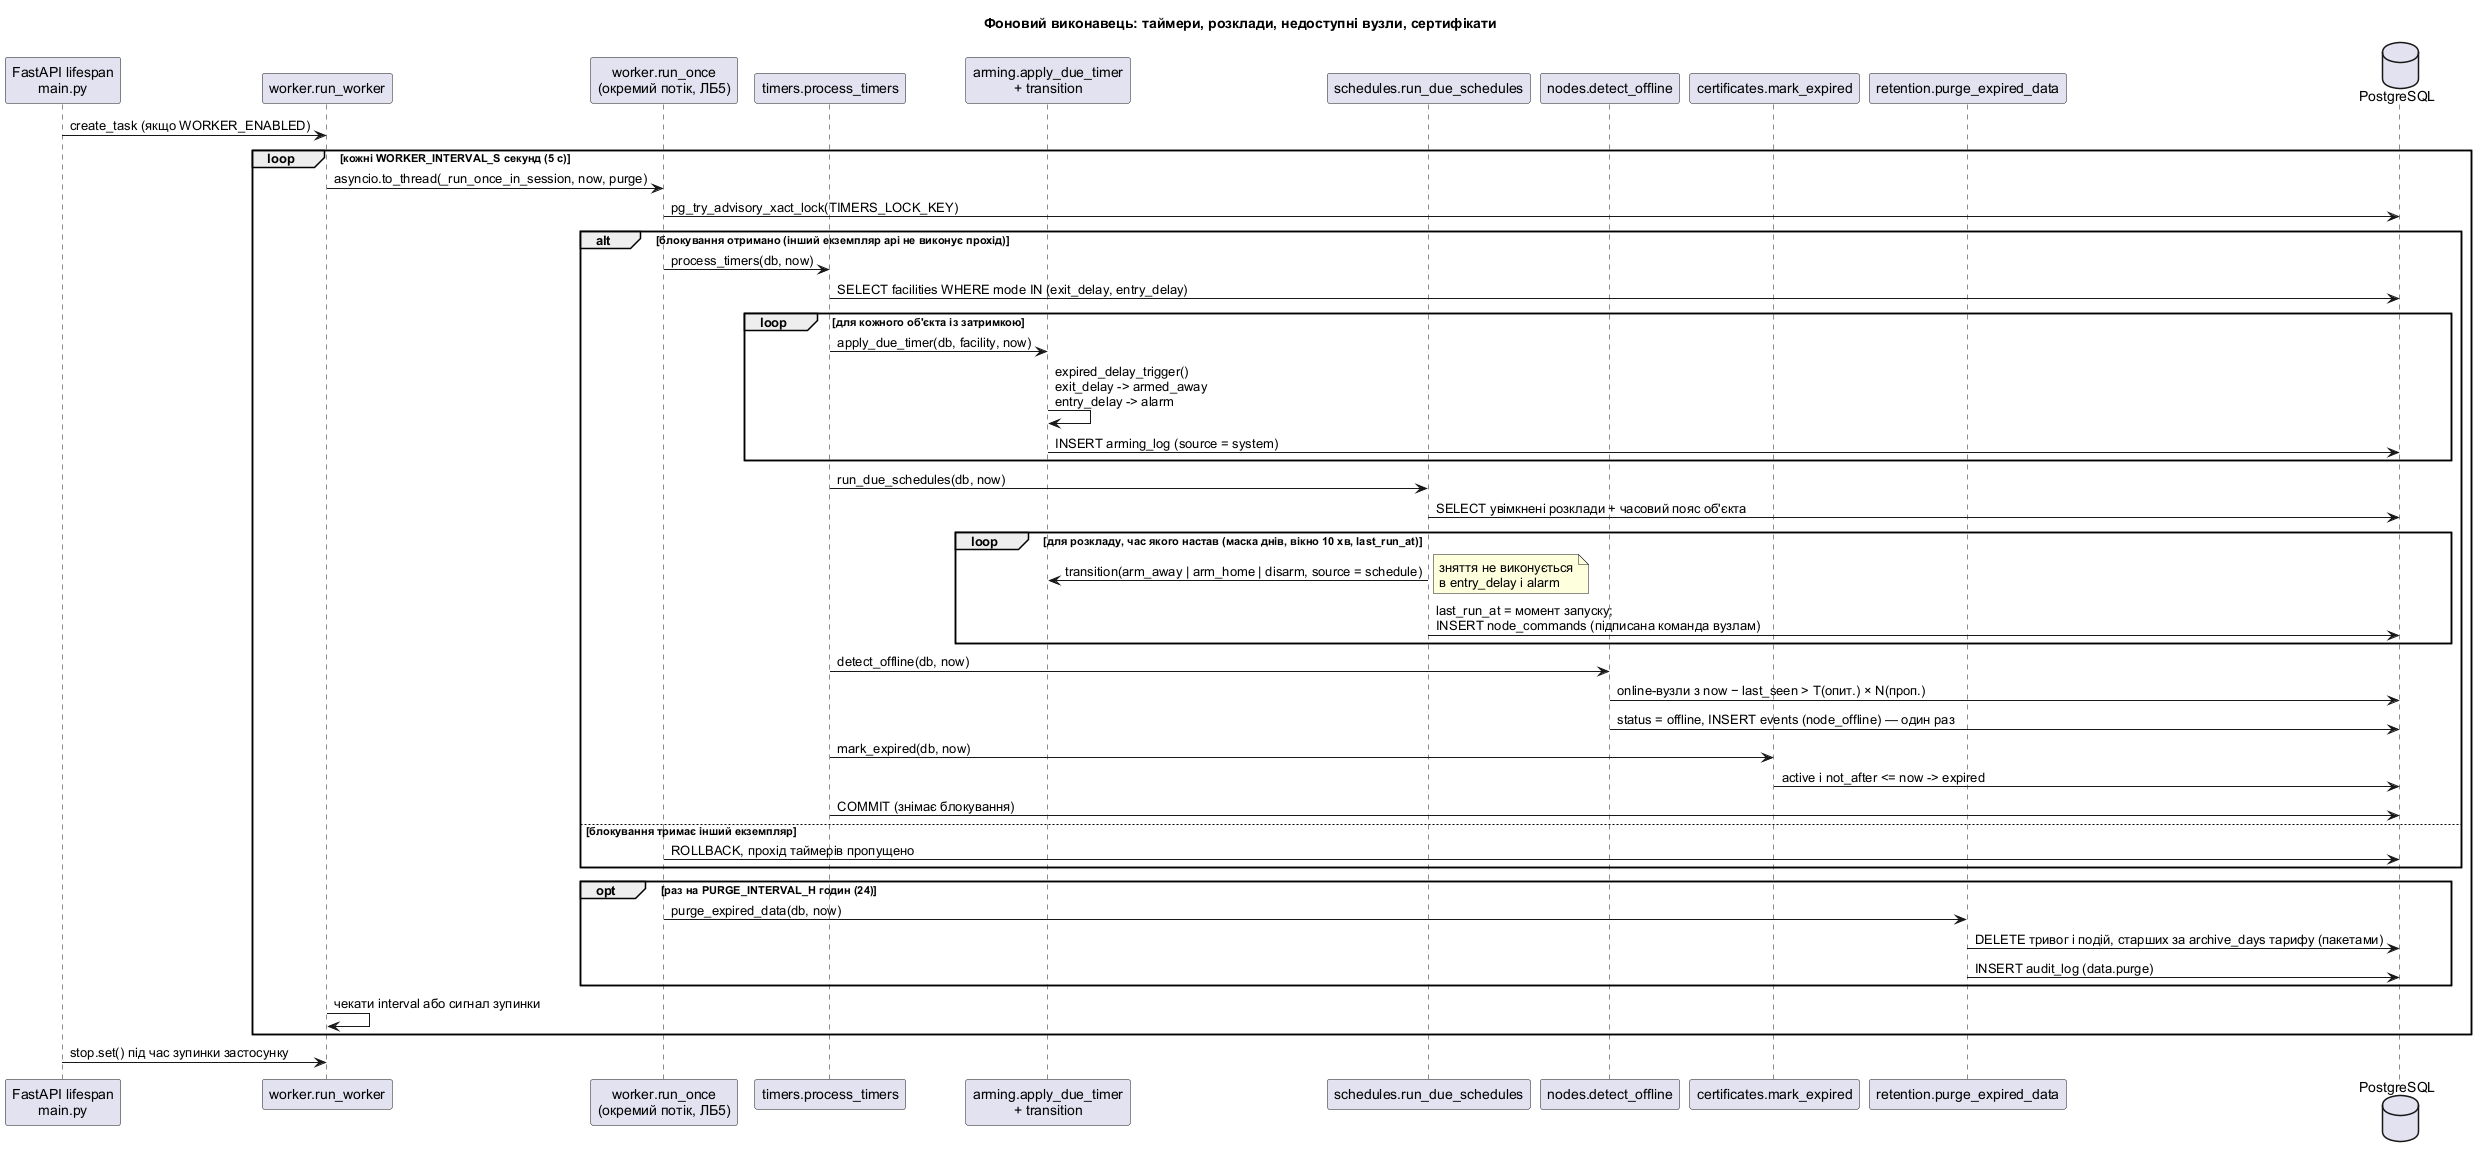 Фоновий виконавець: таймери, розклади, недоступні вузли, сертифікати
FastAPI lifespan
main.py
worker.run_worker
worker.run_once
(окремий потік, ЛБ5)
timers.process_timers
arming.apply_due_timer
+ transition
schedules.run_due_schedules
nodes.detect_offline
certificates.mark_expired
retention.purge_expired_data
PostgreSQL
create_task (якщо WORKER_ENABLED)
loop [кожні WORKER_INTERVAL_S секунд (5 с)]
asyncio.to_thread(_run_once_in_session, now, purge)
pg_try_advisory_xact_lock(TIMERS_LOCK_KEY)
alt [блокування отримано (інший екземпляр api не виконує прохід)]
process_timers(db, now)
SELECT facilities WHERE mode IN (exit_delay, entry_delay)
loop [для кожного об'єкта із затримкою]
apply_due_timer(db, facility, now)
expired_delay_trigger()
exit_delay -> armed_away
entry_delay -> alarm
INSERT arming_log (source = system)
run_due_schedules(db, now)
SELECT увімкнені розклади + часовий пояс об'єкта
loop [для розкладу, час якого настав (маска днів, вікно 10 хв, last_run_at)]
transition(arm_away | arm_home | disarm, source = schedule)
зняття не виконується
в entry_delay і alarm
last_run_at = момент запуску;
INSERT node_commands (підписана команда вузлам)
detect_offline(db, now)
online-вузли з now − last_seen > T(опит.) × N(проп.)
status = offline, INSERT events (node_offline) — один раз
mark_expired(db, now)
active і not_after <= now -> expired
COMMIT (знімає блокування)
[блокування тримає інший екземпляр]
ROLLBACK, прохід таймерів пропущено
opt [раз на PURGE_INTERVAL_H годин (24)]
purge_expired_data(db, now)
DELETE тривог і подій, старших за archive_days тарифу (пакетами)
INSERT audit_log (data.purge)
чекати interval або сигнал зупинки
stop.set() під час зупинки застосунку
FastAPI lifespan
main.py
worker.run_worker
worker.run_once
(окремий потік, ЛБ5)
timers.process_timers
arming.apply_due_timer
+ transition
schedules.run_due_schedules
nodes.detect_offline
certificates.mark_expired
retention.purge_expired_data
PostgreSQL